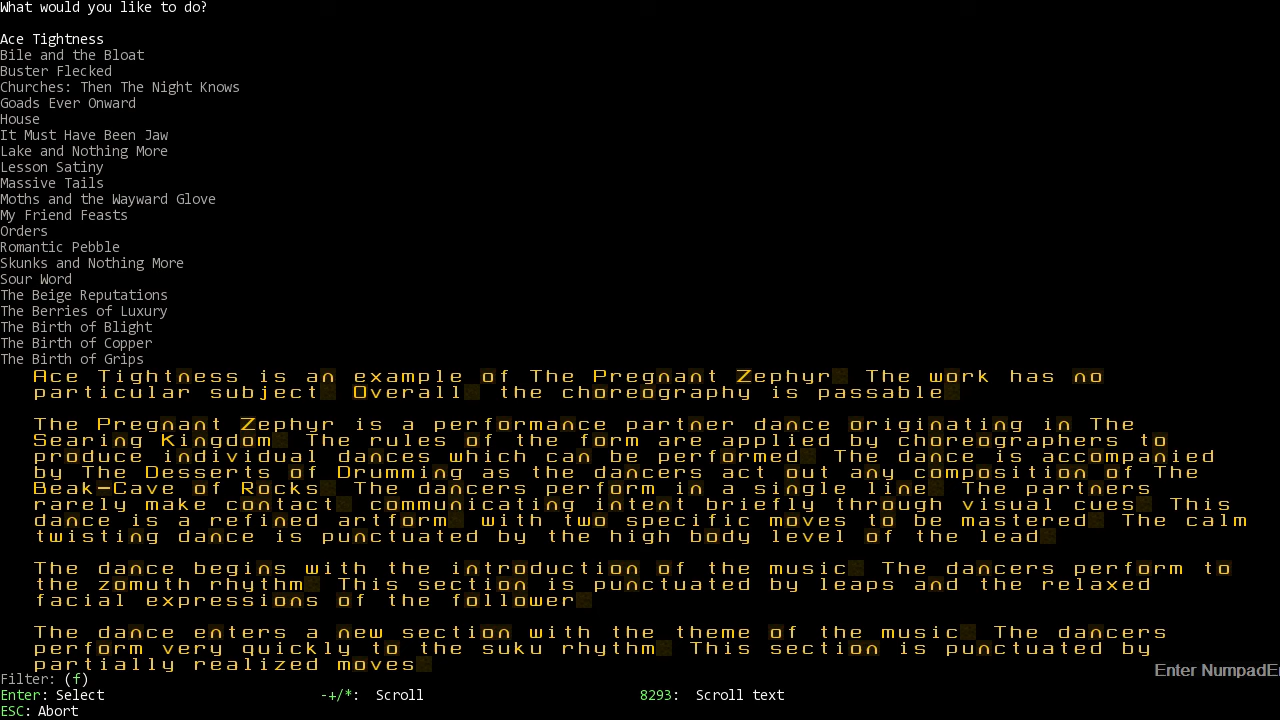 What would you like to do?
Ace Tightness
Bile and the Bloat
Buster Flecked
Churches: Then The Night Knows
Goads Ever Onward
House
It Must Have Been Jaw
Lake and Nothing More
Lesson Satiny
Massive Tails
Moths and the Wayward Glove
My Friend Feasts
Orders
Romantic Pebble
Skunks and Nothing More
Sour Word
The Beige Reputations
The Berries of Luxury
The Birth of Blight
The Birth of Copper
The Birth of Grips
Ace Tightness is an example of The Pregnant Zephyr. The work has no
particular subject. Overall, the choreography is passable.
The Pregnant Zephyr is a performance partner dance originating in The
Searing Kingdom. The rules of the form are applied by choreographers to
produce individual dances which can be performed. The dance is accompanied
by The Desserts of Drumming as the dancers act out any composition of The
Beak-Cave of Rocks. The dancers perform in a single line. The partners
rarely make contact, communicating intent briefly through visual cues. This
dance is a refined artform, with two specific moves to be mastered. The calm
twisting dance is punctuated by the high body level of the lead.
The dance begins with the introduction of the music. The dancers perform to
the zomuth rhythm. This section is punctuated by leaps and the relaxed
facial expressions of the follower.
The dance enters a new section with the theme of the music. The dancers
perform very quickly to the suku rhythm. This section is punctuated by
partially realized moves.
Filter: (f)
Enter NumpadEn
Enter: Select -+/*: Scroll 8293: Scroll text
ESC: Abort